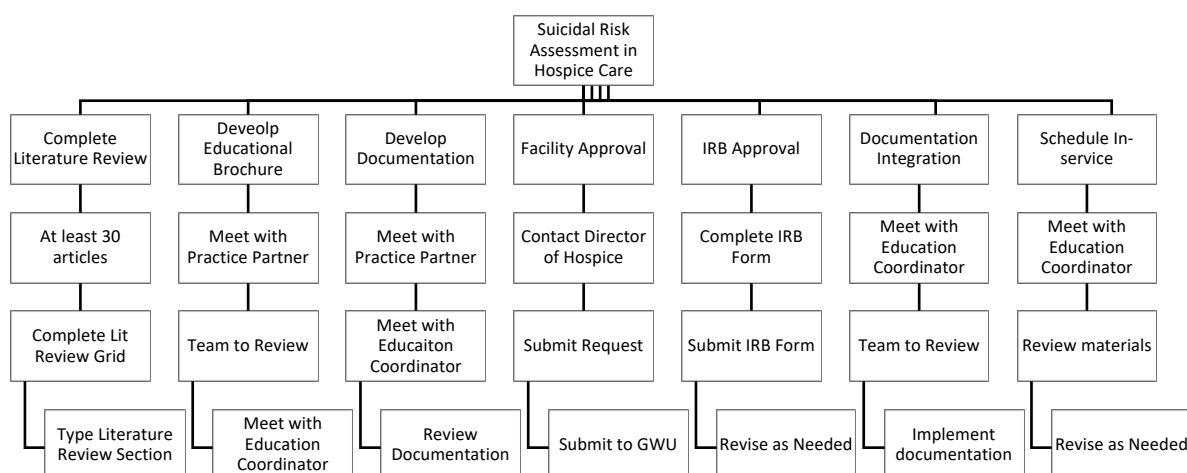 Suicidal Risk
Assessment in
Hospice Care
Complete
Literature Review
Deveolp
Educational
Brochure
Develop
Documentation
Facility Approval
IRB Approval
Documentation
Integration
Schedule In-
service
At least 30
articles
Meet with
Practice Partner
Meet with
Practice Partner
Contact Director
of Hospice
Complete IRB
Form
Meet with
Education
Coordinator
Meet with
Education
Coordinator
Complete Lit
Review Grid
Team to Review
Meet with
Educaiton
Coordinator
Submit Request
Submit IRB Form
Team to Review
Review materials
Type Literature
Review Section
Meet with
Education
Coordinator
Review
Documentation
Submit to GWU
Revise as Needed
Implement
documentation
Revise as Needed